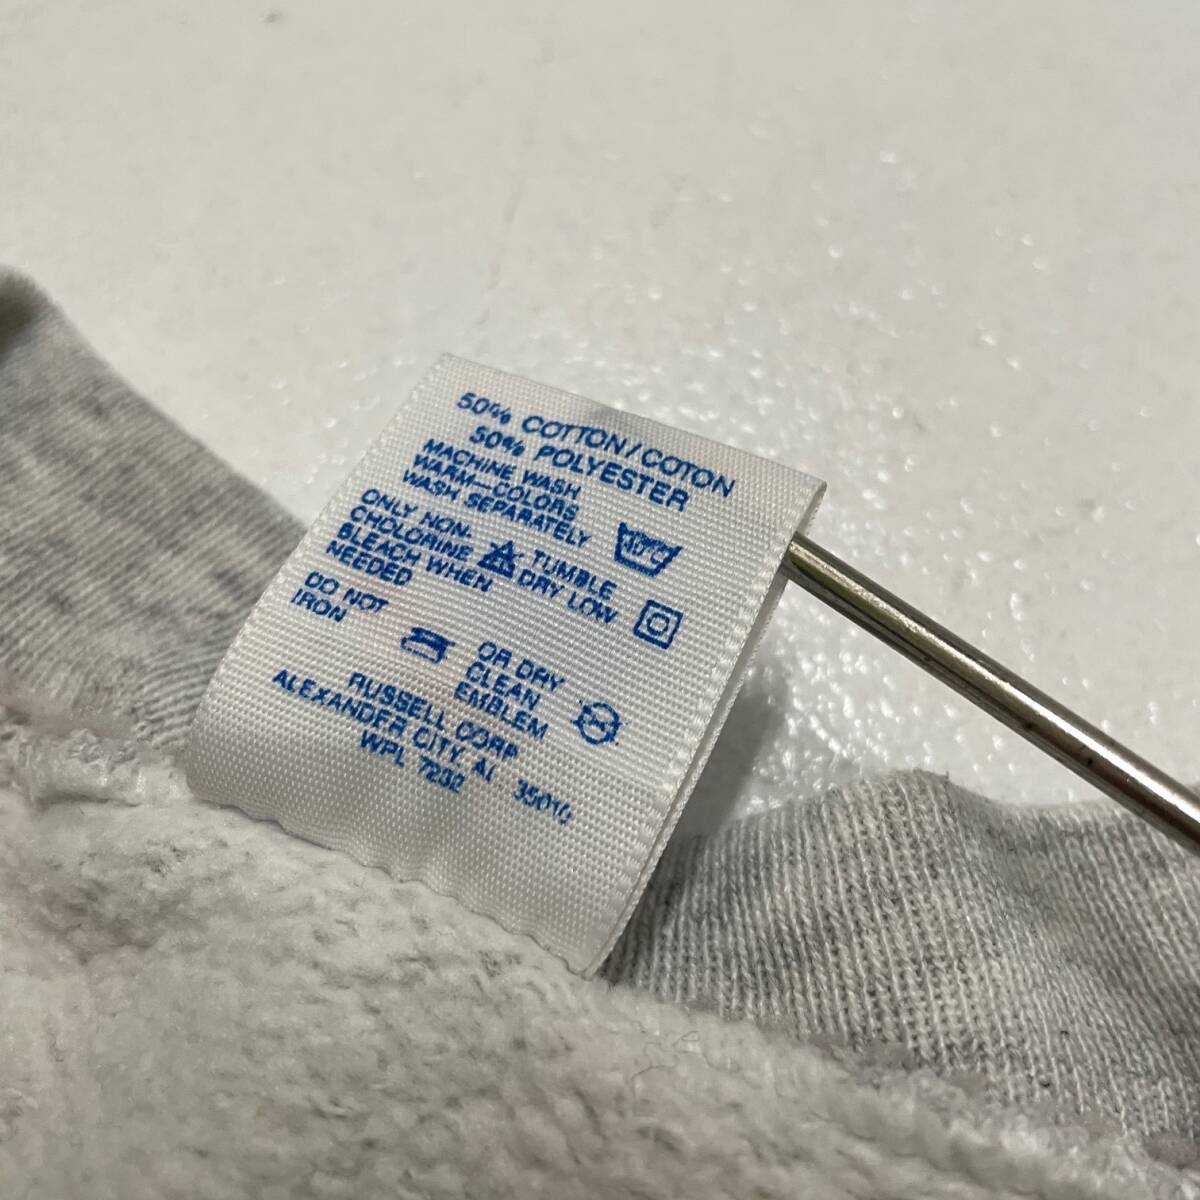 50% COTTON/COTON
50% POLYESTER
MACHINE WASH
WARM—COLORS
WASH SEPARATELY
ONLY NON-
CHOLORINE
BLEACH WHEN
NEEDED
TUMBLE
DRY LOW
DO NOT
IRON
OR DRY
CLEAN
EMBLEM
RUSSELL CORP
ALEXANDER CITY, AL 35010
WPL 7282